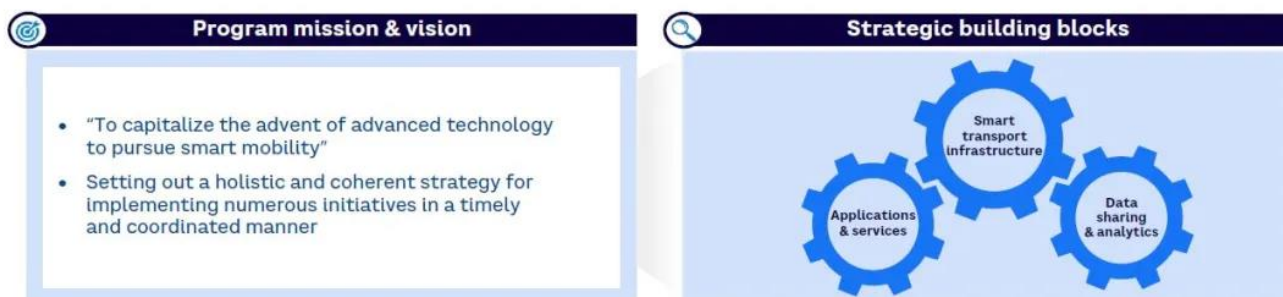 Program mission & vision
• “To capitalize the advent of advanced technology
to pursue smart mobility”
• Setting out a holistic and coherent strategy for
implementing numerous initiatives in a timely
and coordinated manner
Strategic building blocks
Smart
transport
infrastructure
Applications
& services
Data
sharing
& analytics